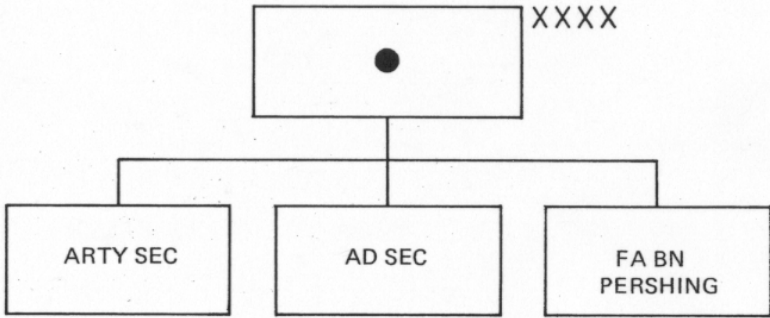 XXXX
ARTY SEC
AD SEC
FA BN
PERSHING